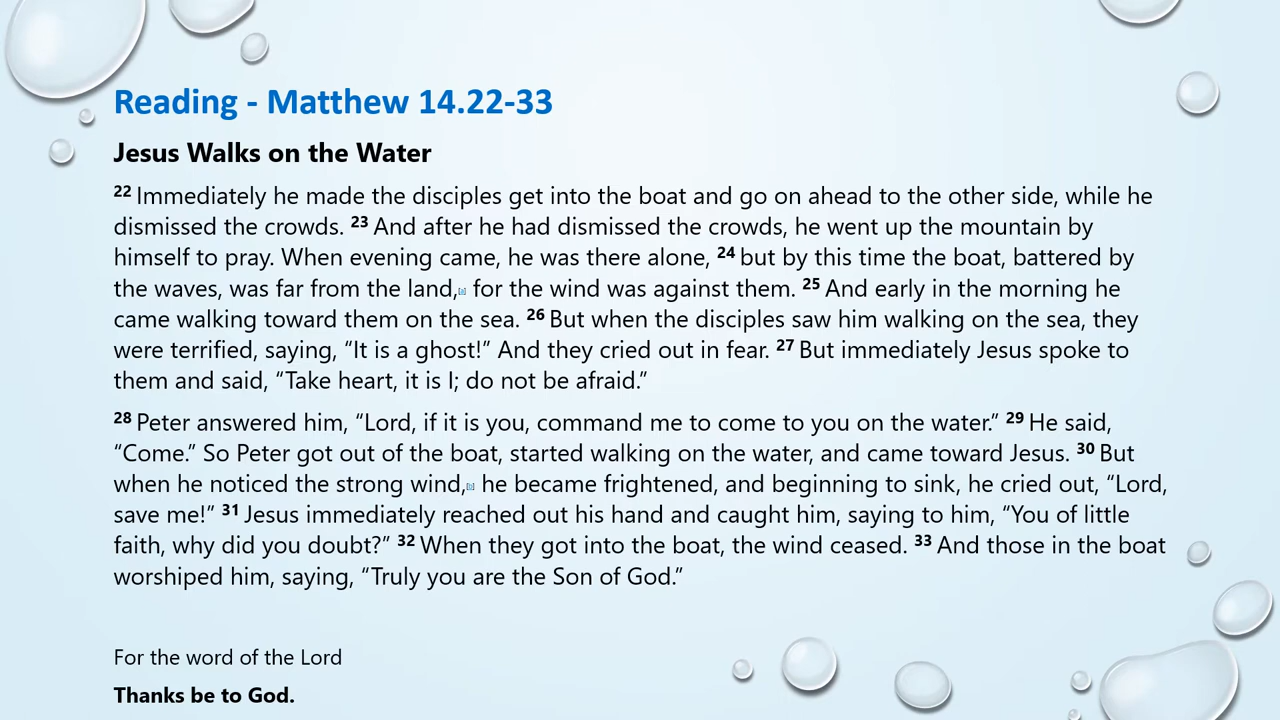 Reading - Matthew 14.22-33
Jesus Walks on the Water
22 Immediately he made the disciples get into the boat and go on ahead to the other side, while he
dismissed the crowds. 23 And after he had dismissed the crowds, he went up the mountain by
himself to pray. When evening came, he was there alone, 24 but by this time the boat, battered by
the waves, was far from the land, for the wind was against them. 25 And early in the morning he
came walking toward them on the sea. 26 But when the disciples saw him walking on the sea, they
were terrified, saying, “It is a ghost!” And they cried out in fear. 27 But immediately Jesus spoke to
them and said, “Take heart, it is I; do not be afraid.”
28 Peter answered him, “Lord, if it is you, command me to come to you on the water.” 29 He said,
“Come.” So Peter got out of the boat, started walking on the water, and came toward Jesus. 30 But
when he noticed the strong wind, he became frightened, and beginning to sink, he cried out, “Lord,
save me!” 31 Jesus immediately reached out his hand and caught him, saying to him, “You of little
faith, why did you doubt?” 32 When they got into the boat, the wind ceased. 33 And those in the boat
worshiped him, saying, “Truly you are the Son of God.”
For the word of the Lord
Thanks be to God.